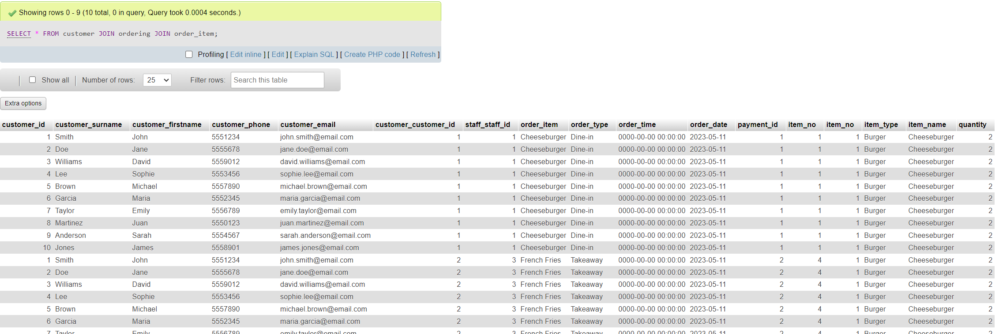 Showing rows 0 - 9 (10 total, 0 in query, Query took 0.0004 seconds.)
SELECT * FROM customer JOIN ordering JOIN order_item;
Profiling [ Edit inline ] [ Edit ] [ Explain SQL ] [ Create PHP code ] [ Refresh ]
Show all Number of rows: 25 Filter rows: Search this table
Extra options
customer_id customer_surname customer_firstname customer_phone customer_email customer_customer_id staff_staff_id order_item order_type order_time order_date payment_id item_no item_no item_type item_name quantity
1 Smith John 5551234 john.smith@email.com 1 1 Cheeseburger Dine-in 0000-00-00 00:00:00 2023-05-11 1 1 1 Burger Cheeseburger 2
2 Doe Jane 5555678 jane.doe@email.com 1 1 Cheeseburger Dine-in 0000-00-00 00:00:00 2023-05-11 1 1 1 Burger Cheeseburger 2
3 Williams David 5559012 david.williams@email.com 1 1 Cheeseburger Dine-in 0000-00-00 00:00:00 2023-05-11 1 1 1 Burger Cheeseburger 2
4 Lee Sophie 5553456 sophie.lee@email.com 1 1 Cheeseburger Dine-in 0000-00-00 00:00:00 2023-05-11 1 1 1 Burger Cheeseburger 2
5 Brown Michael 5557890 michael.brown@email.com 1 1 Cheeseburger Dine-in 0000-00-00 00:00:00 2023-05-11 1 1 1 Burger Cheeseburger 2
6 Garcia Maria 5552345 maria.garcia@email.com 1 1 Cheeseburger Dine-in 0000-00-00 00:00:00 2023-05-11 1 1 1 Burger Cheeseburger 2
7 Taylor Emily 5556789 emily.taylor@email.com 1 1 Cheeseburger Dine-in 0000-00-00 00:00:00 2023-05-11 1 1 1 Burger Cheeseburger 2
8 Martinez Juan 5550123 juan.martinez@email.com 1 1 Cheeseburger Dine-in 0000-00-00 00:00:00 2023-05-11 1 1 1 Burger Cheeseburger 2
9 Anderson Sarah 5554567 sarah.anderson@email.com 1 1 Cheeseburger Dine-in 0000-00-00 00:00:00 2023-05-11 1 1 1 Burger Cheeseburger 2
10 Jones James 5558901 james.jones@email.com 1 1 Cheeseburger Dine-in 0000-00-00 00:00:00 2023-05-11 1 1 1 Burger Cheeseburger 2
1 Smith John 5551234 john.smith@email.com 2 3 French Fries Takeaway 0000-00-00 00:00:00 2023-05-11 2 4 1 Burger Cheeseburger 2
2 Doe Jane 5555678 jane.doe@email.com 2 3 French Fries Takeaway 0000-00-00 00:00:00 2023-05-11 2 4 1 Burger Cheeseburger 2
3 Williams David 5559012 david.williams@email.com 2 3 French Fries Takeaway 0000-00-00 00:00:00 2023-05-11 2 4 1 Burger Cheeseburger 2
4 Lee Sophie 5553456 sophie.lee@email.com 2 3 French Fries Takeaway 0000-00-00 00:00:00 2023-05-11 2 4 1 Burger Cheeseburger 2
5 Brown Michael 5557890 michael.brown@email.com 2 3 French Fries Takeaway 0000-00-00 00:00:00 2023-05-11 2 4 1 Burger Cheeseburger 2
6 Garcia Maria 5552345 maria.garcia@email.com 2 3 French Fries Takeaway 0000-00-00 00:00:00 2023-05-11 2 4 1 Burger Cheeseburger 2
7 Taylor Emily 5556789 emily.taylor@email.com 2 3 French Fries Takeaway 0000-00-00 00:00:00 2023-05-11 2 4 1 Burger Cheeseburger 2